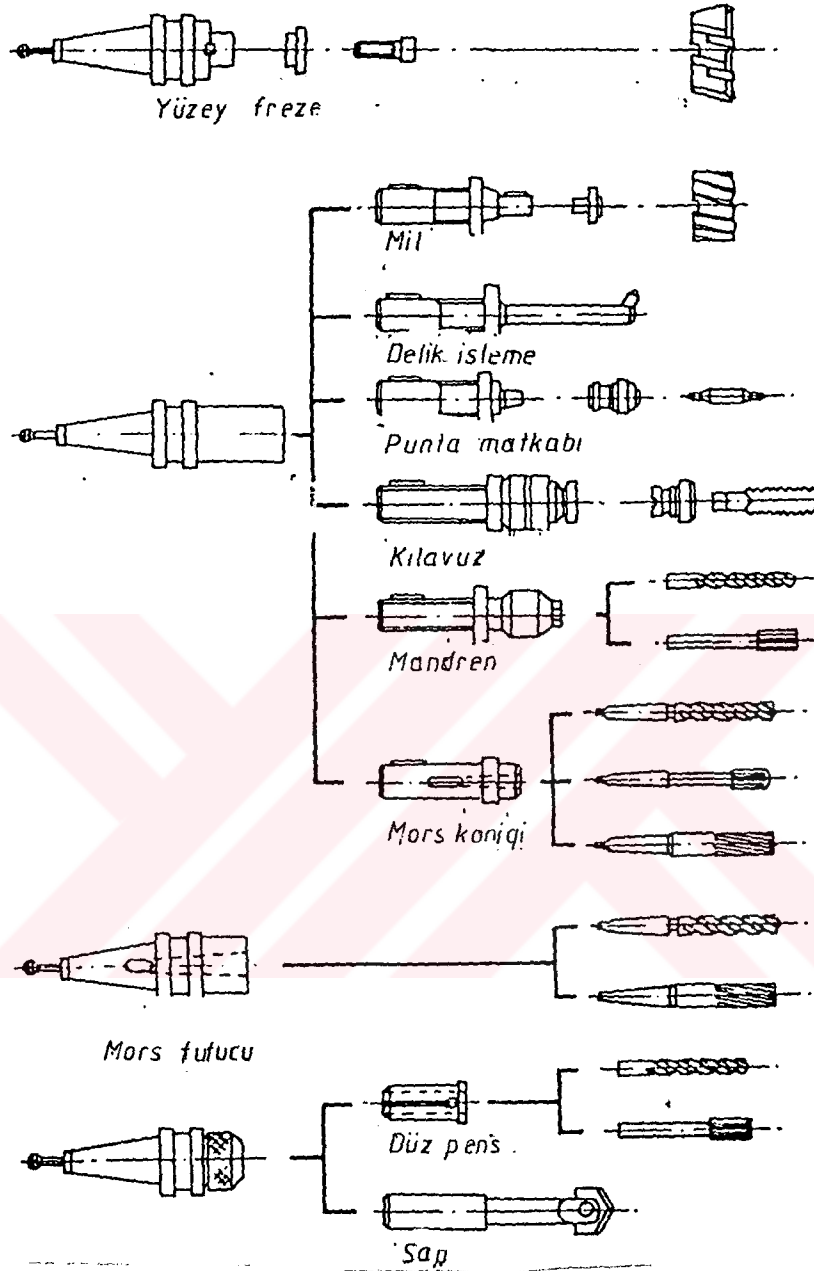 Yüzey freze
Mil
Delik isleme
Punta matkabı
Kılavuz
Mandren
Mors konigi
Mors tutucu
Düz pens
Sap